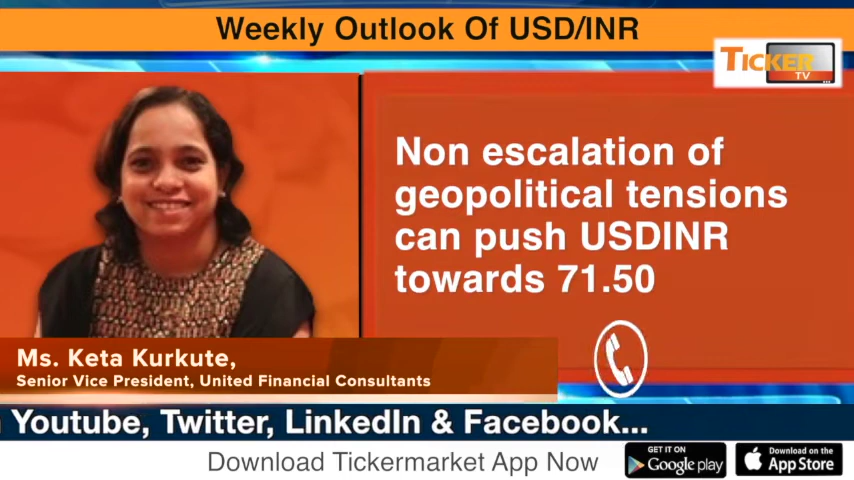 Weekly Outlook Of USD/INR
TICKER
TV
Non escalation of
geopolitical tensions
can push USDINR
towards 71.50
Ms. Keta Kurkute,
Senior Vice President, United Financial Consultants
Youtube, Twitter, LinkedIn & Facebook...
Download Tickermarket App Now
GET IT ON
Google play
Download on the
App Store